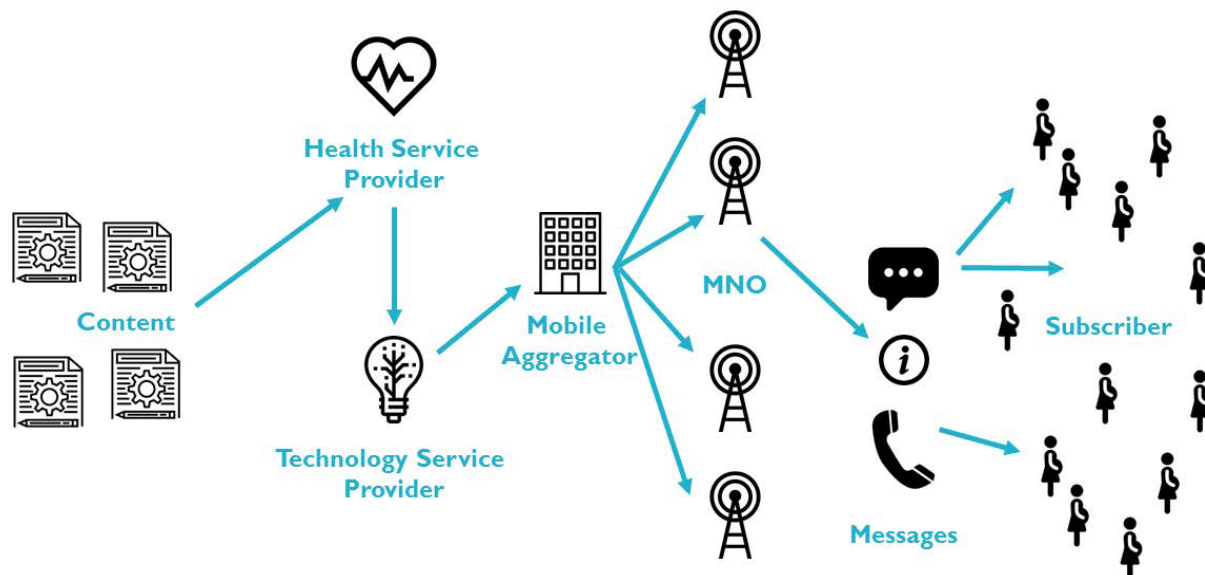 Content
Health Service
Provider
Technology Service
Provider
Mobile
Aggregator
MNO
Messages
Subscriber